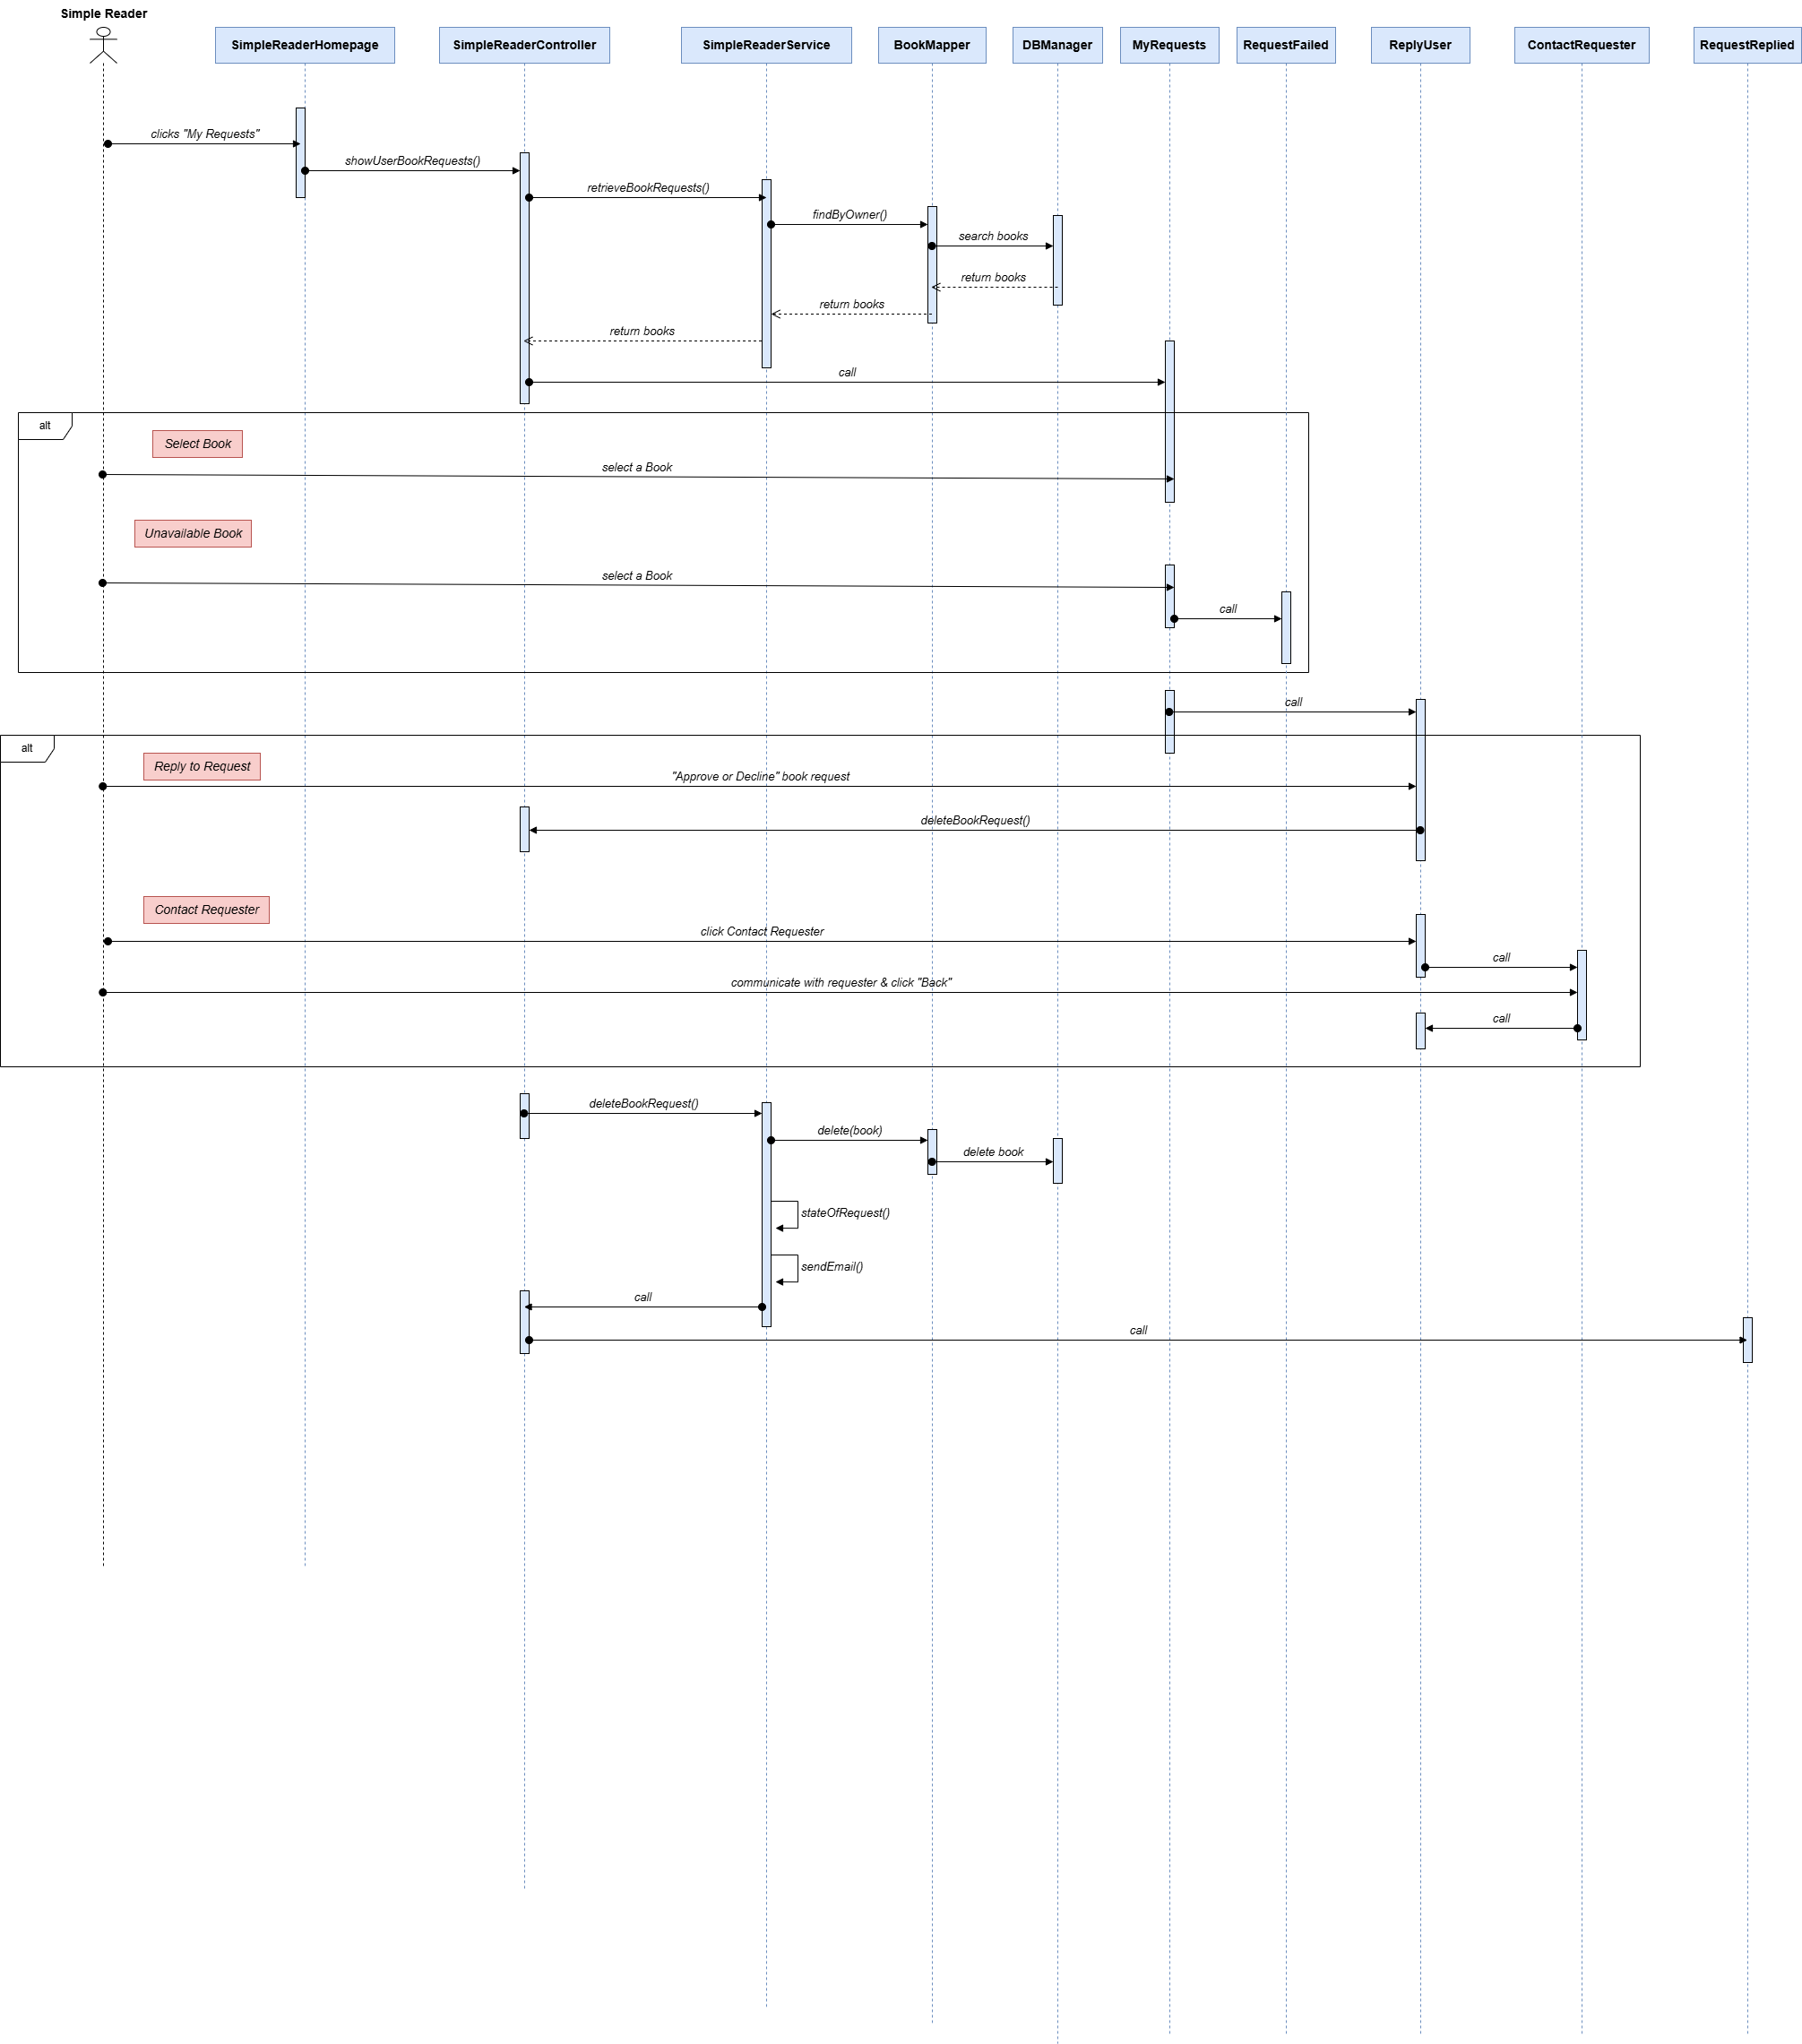 Simple Reader
SimpleReaderHomepage
SimpleReaderController
SimpleReaderService
BookMapper
DBManager
MyRequests
RequestFailed
ReplyUser
ContactRequester
RequestReplied
clicks "My Requests"
showUserBookRequests()
retrieveBookRequests()
findByOwner()
search books
return books
return books
return books
call
alt
Select Book
select a Book
Unavailable Book
select a Book
call
call
alt
Reply to Request
"Approve or Decline" book request
deleteBookRequest()
Contact Requester
click Contact Requester
call
communicate with requester & click "Back"
call
deleteBookRequest()
delete(book)
delete book
stateOfRequest()
sendEmail()
call
call